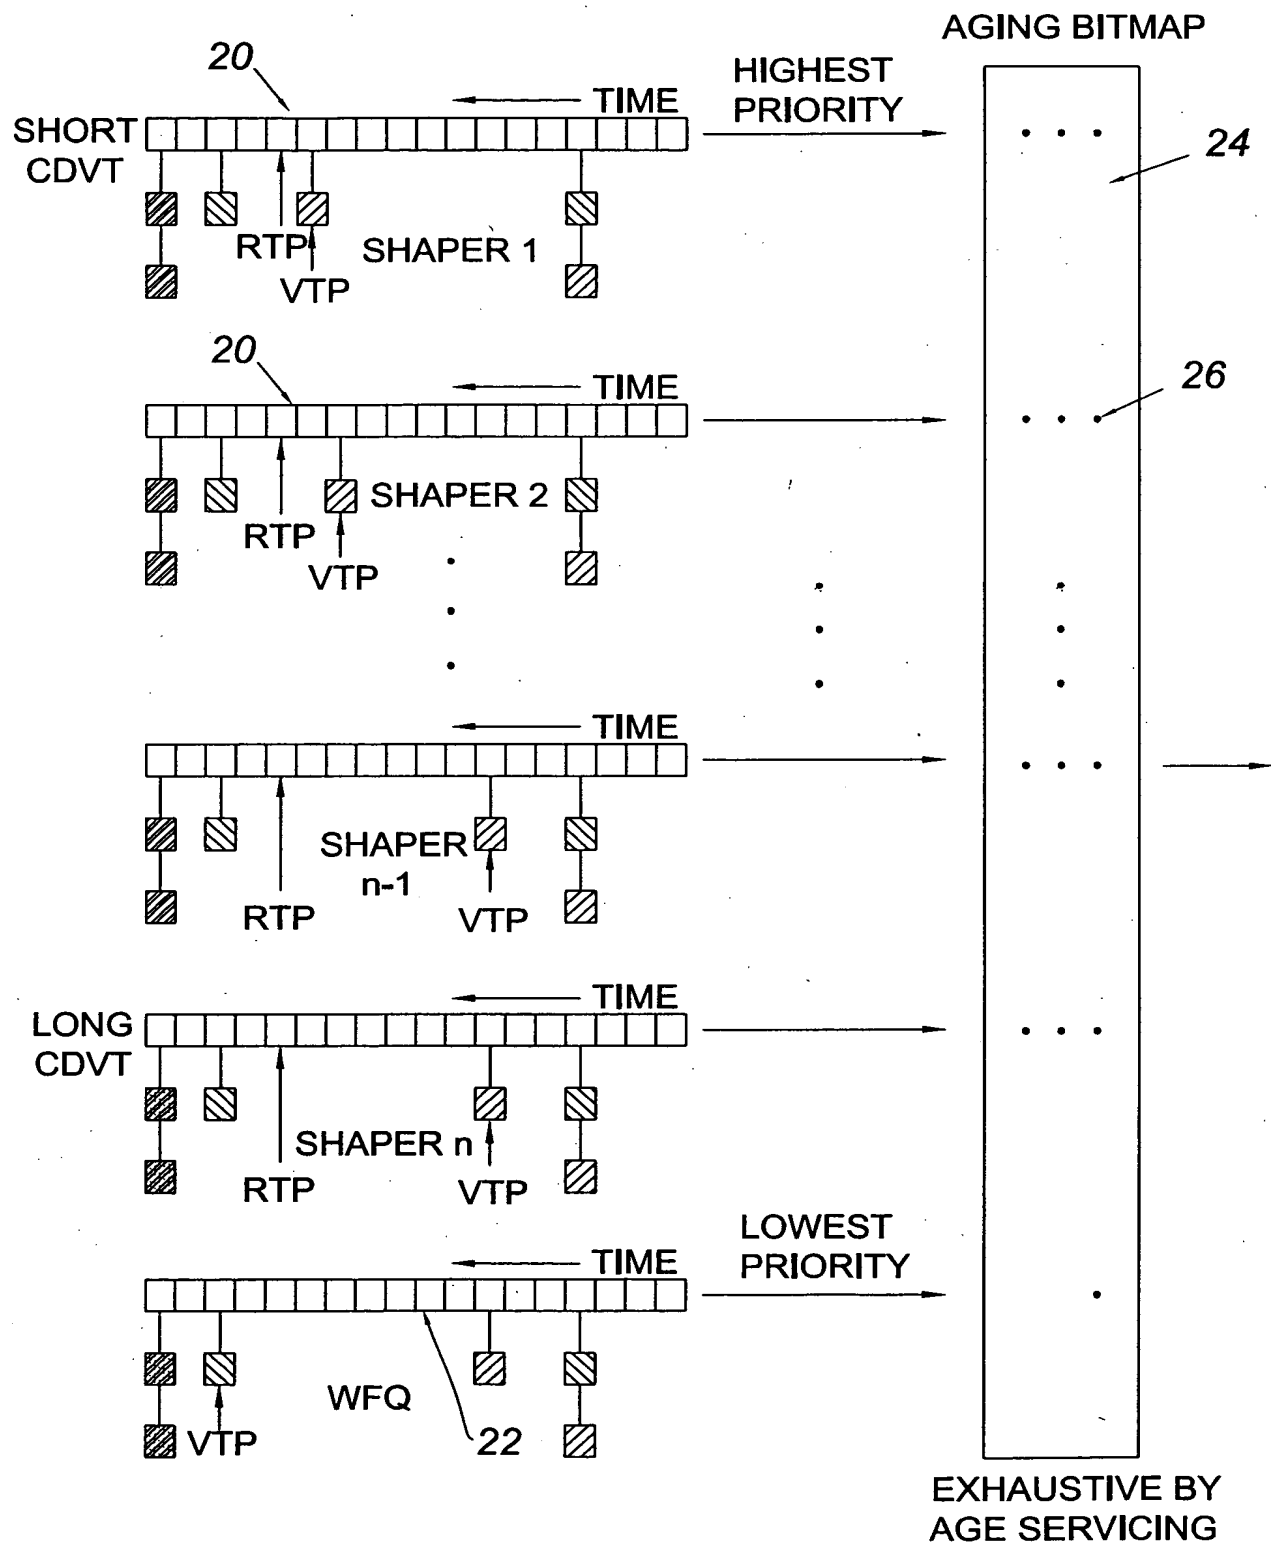 AGING BITMAP
20
HIGHEST
PRIORITY
TIME
SHORT
CDVT
24
RTP
SHAPER 1
VTP
20
TIME
26
SHAPER 2
RTP
VTP
TIME
SHAPER
n-1
RTP
VTP
TIME
LONG
CDVT
SHAPER n
RTP
VTP
LOWEST
PRIORITY
TIME
WFQ
VTP
22
EXHAUSTIVE BY
AGE SERVICING